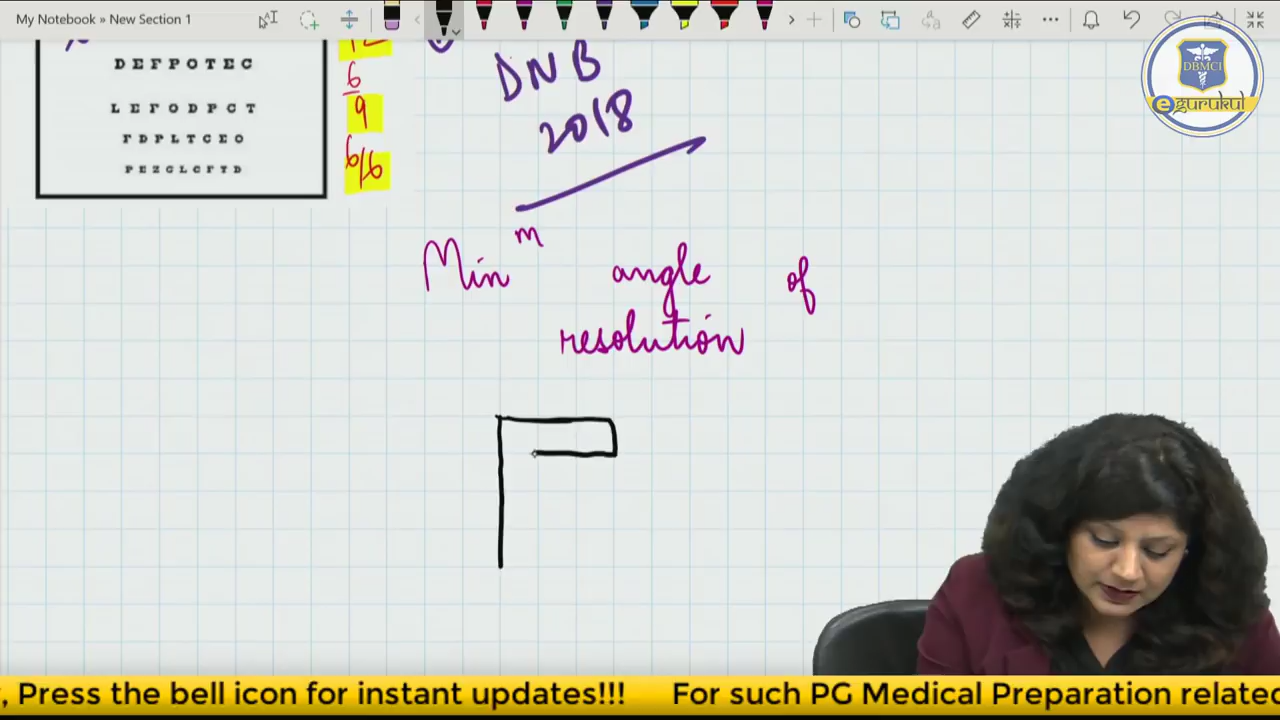 My Notebook » New Section 1
12
DEFPOTEC
6
9
LEFODPCT
FDPLTCEO
6/6
PEZOLCFTD
DNB
2018
DBMCI
egurukul
Min m angle of
resolution
, Press the bell icon for instant updates!!! For such PG Medical Preparation related